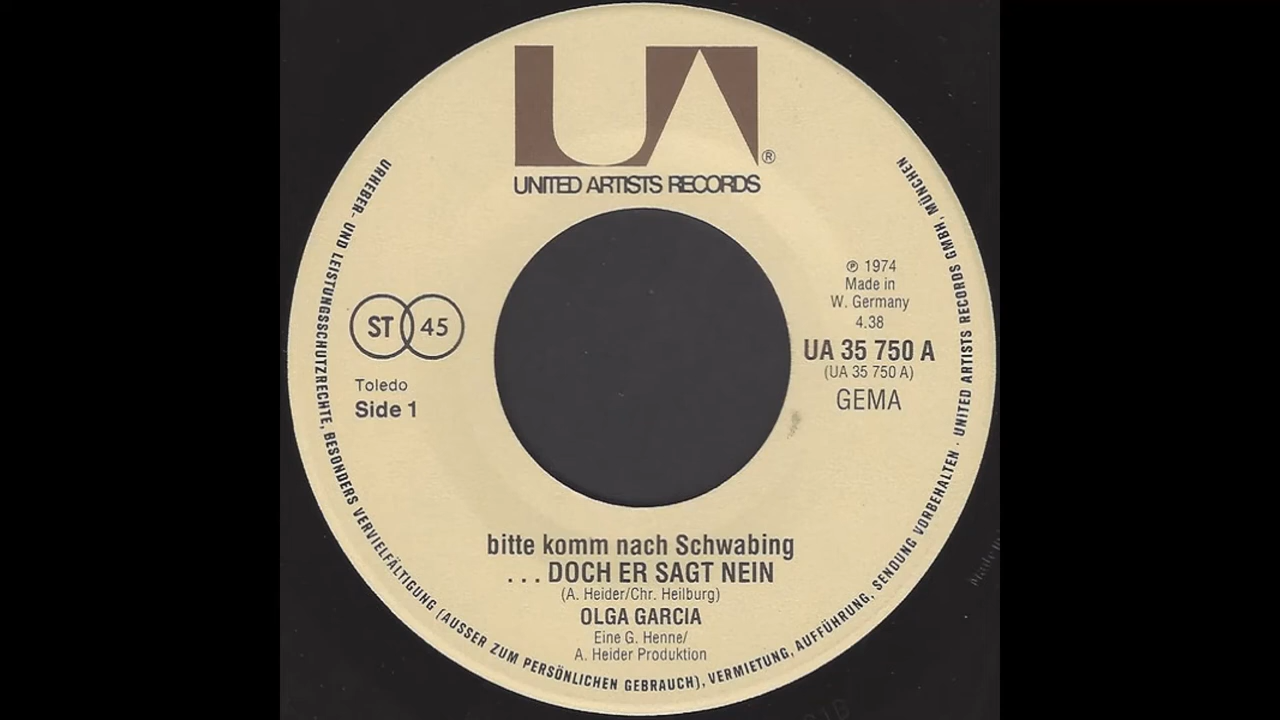 UA®
UNITED ARTISTS RECORDS
URHEBER- UND LEISTUNGSSCHUTZRECHTE, BESONDERS VERVIELFÄLTIGUNG (AUSSER ZUM PERSÖNLICHEN GEBRAUCH), VERMIETUNG, AUFFÜHRUNG, SENDUNG VORBEHALTEN · UNITED ARTISTS RECORDS GMBH, MÜNCHEN
℗ 1974
Made in
W. Germany
4.38
UA 35 750 A
(UA 35 750 A)
GEMA
ST 45
Toledo
Side 1
bitte komm nach Schwabing
...DOCH ER SAGT NEIN
(A. Heider/Chr. Heilburg)
OLGA GARCIA
Eine G. Henne/
A. Heider Produktion